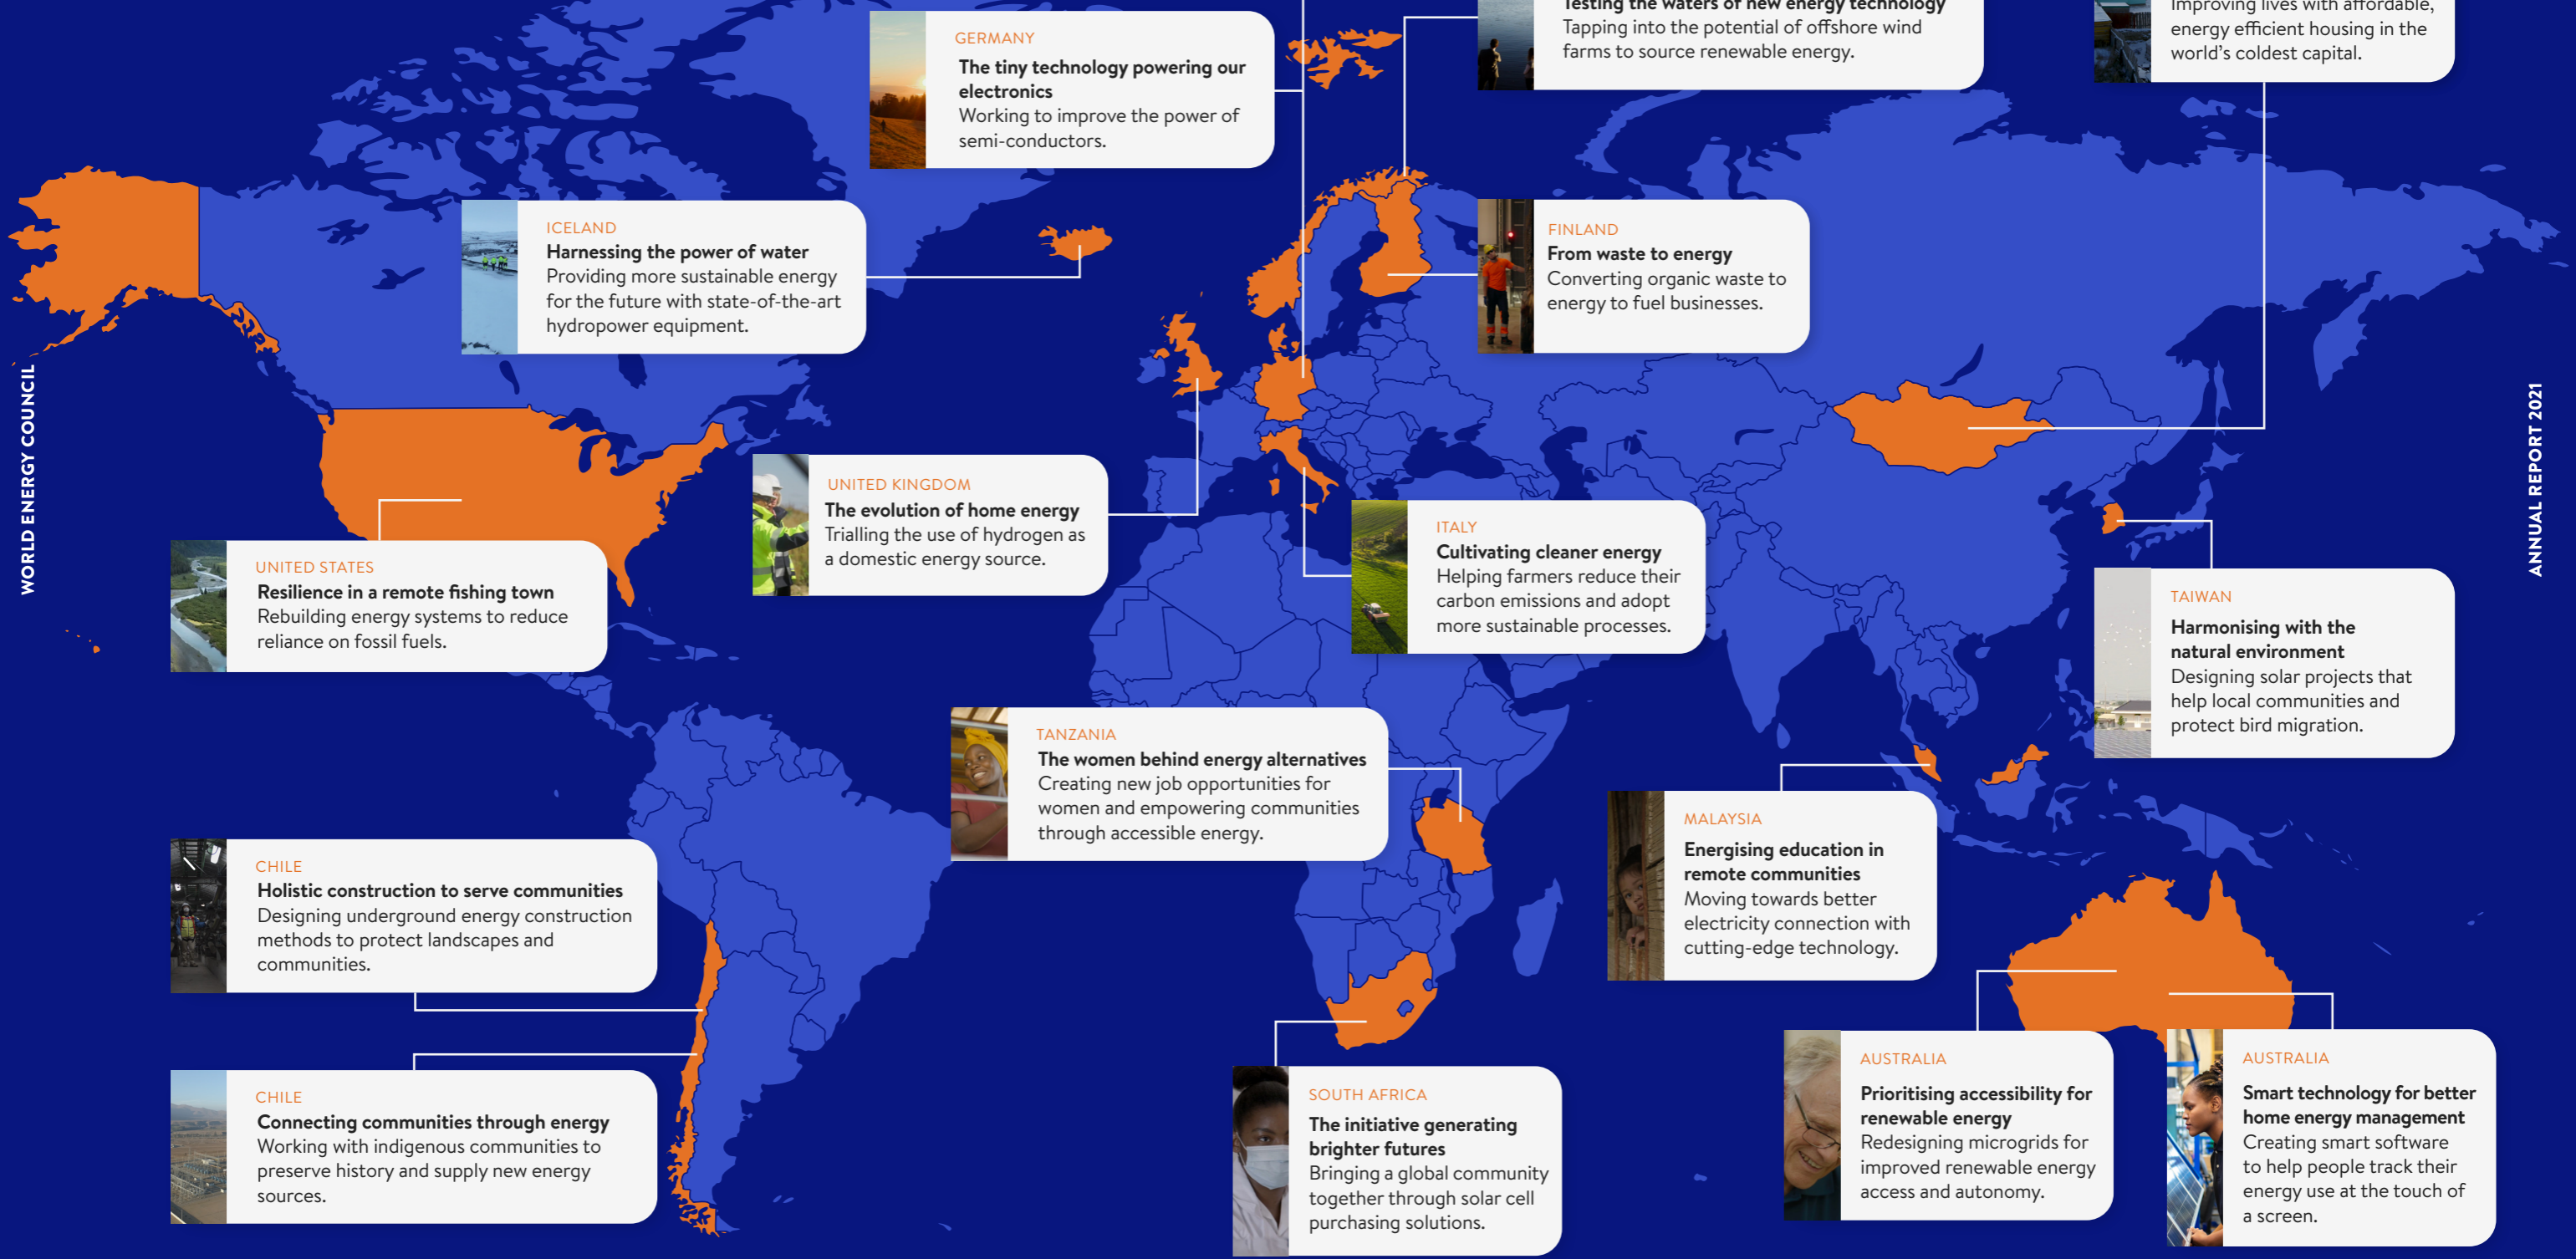 Testing the waters of new energy technology
Tapping into the potential of offshore wind
farms to source renewable energy.
Improving lives with affordable,
energy efficient housing in the
world's coldest capital.
GERMANY
The tiny technology powering our
electronics
Working to improve the power of
semi-conductors.
ICELAND
Harnessing the power of water
Providing more sustainable energy
for the future with state-of-the-art
hydropower equipment.
FINLAND
From waste to energy
Converting organic waste to
energy to fuel businesses.
WORLD ENERGY COUNCIL
ANNUAL REPORT 2021
UNITED KINGDOM
The evolution of home energy
Trialling the use of hydrogen as
a domestic energy source.
ITALY
Cultivating cleaner energy
Helping farmers reduce their
carbon emissions and adopt
more sustainable processes.
UNITED STATES
Resilience in a remote fishing town
Rebuilding energy systems to reduce
reliance on fossil fuels.
TAIWAN
Harmonising with the
natural environment
Designing solar projects that
help local communities and
protect bird migration.
TANZANIA
The women behind energy alternatives
Creating new job opportunities for
women and empowering communities
through accessible energy.
MALAYSIA
Energising education in
remote communities
Moving towards better
electricity connection with
cutting-edge technology.
CHILE
Holistic construction to serve communities
Designing underground energy construction
methods to protect landscapes and
communities.
CHILE
Connecting communities through energy
Working with indigenous communities to
preserve history and supply new energy
sources.
SOUTH AFRICA
The initiative generating
brighter futures
Bringing a global community
together through solar cell
purchasing solutions.
AUSTRALIA
Prioritising accessibility for
renewable energy
Redesigning microgrids for
improved renewable energy
access and autonomy.
AUSTRALIA
Smart technology for better
home energy management
Creating smart software
to help people track their
energy use at the touch of
a screen.